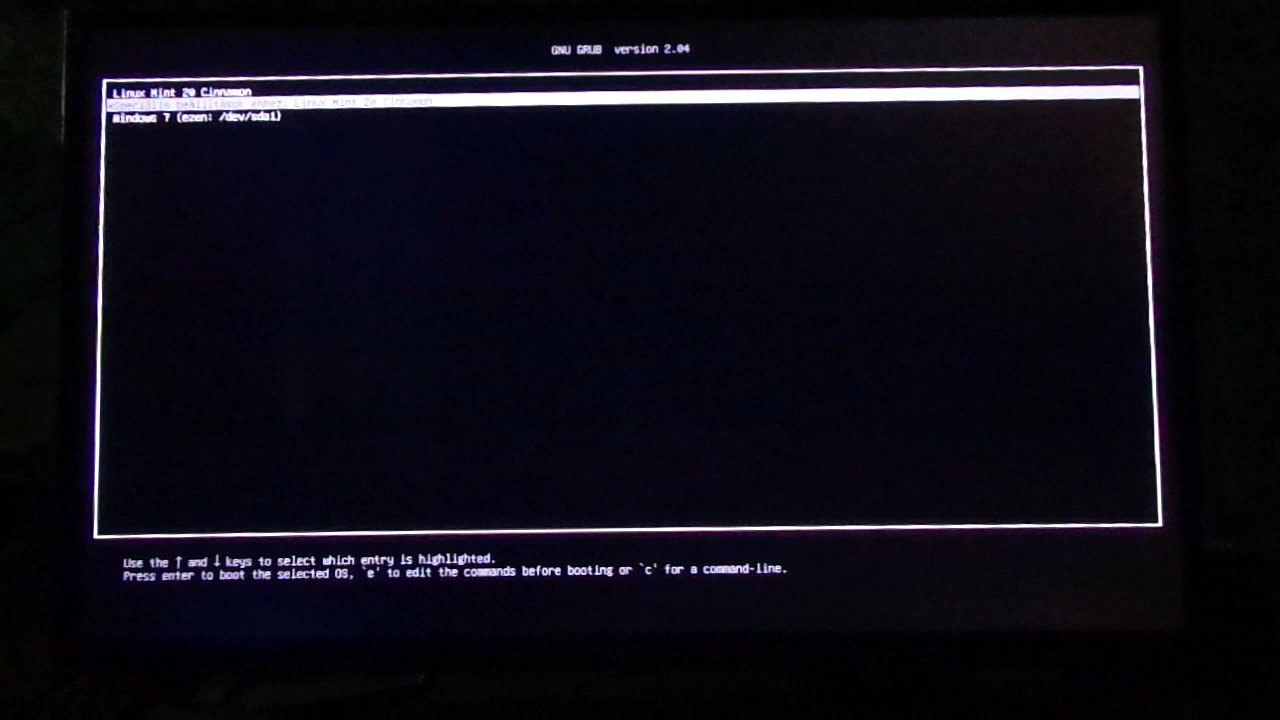 GNU GRUB version 2.04
Linux Mint 20 Cinnamon
*Speciális beállítások ehhez: Linux Mint 20 Cinnamon
Windows 7 (ezen: /dev/sda1)
Use the ↑ and ↓ keys to select which entry is highlighted.
Press enter to boot the selected OS, `e' to edit the commands before booting or `c' for a command-line.